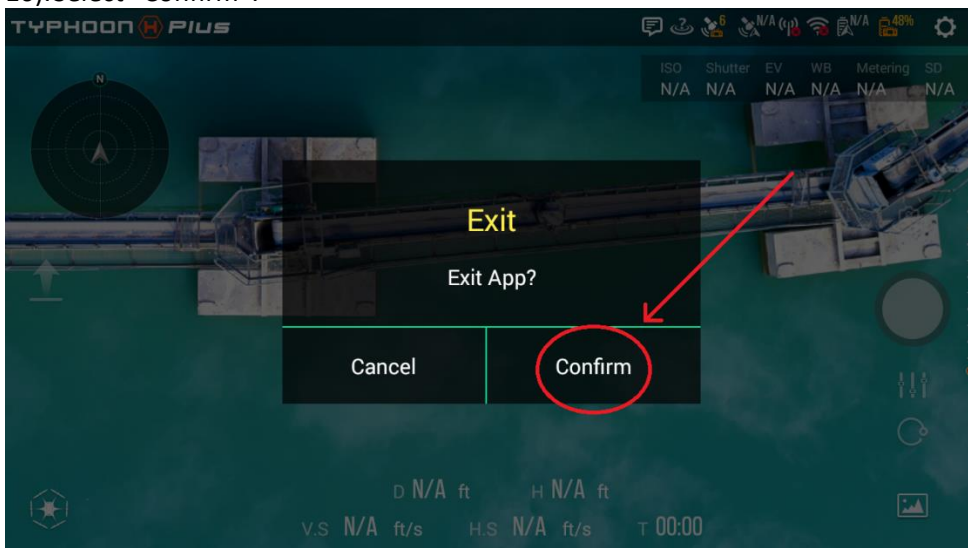 TYPHOON H Plus
6 N/A N/A 48%
ISO Shutter EV WB Metering SD
N/A N/A N/A N/A N/A N/A
N
Exit
Exit App?
Cancel Confirm
D N/A ft H N/A ft
V.S N/A ft/s H.S N/A ft/s T 00:00